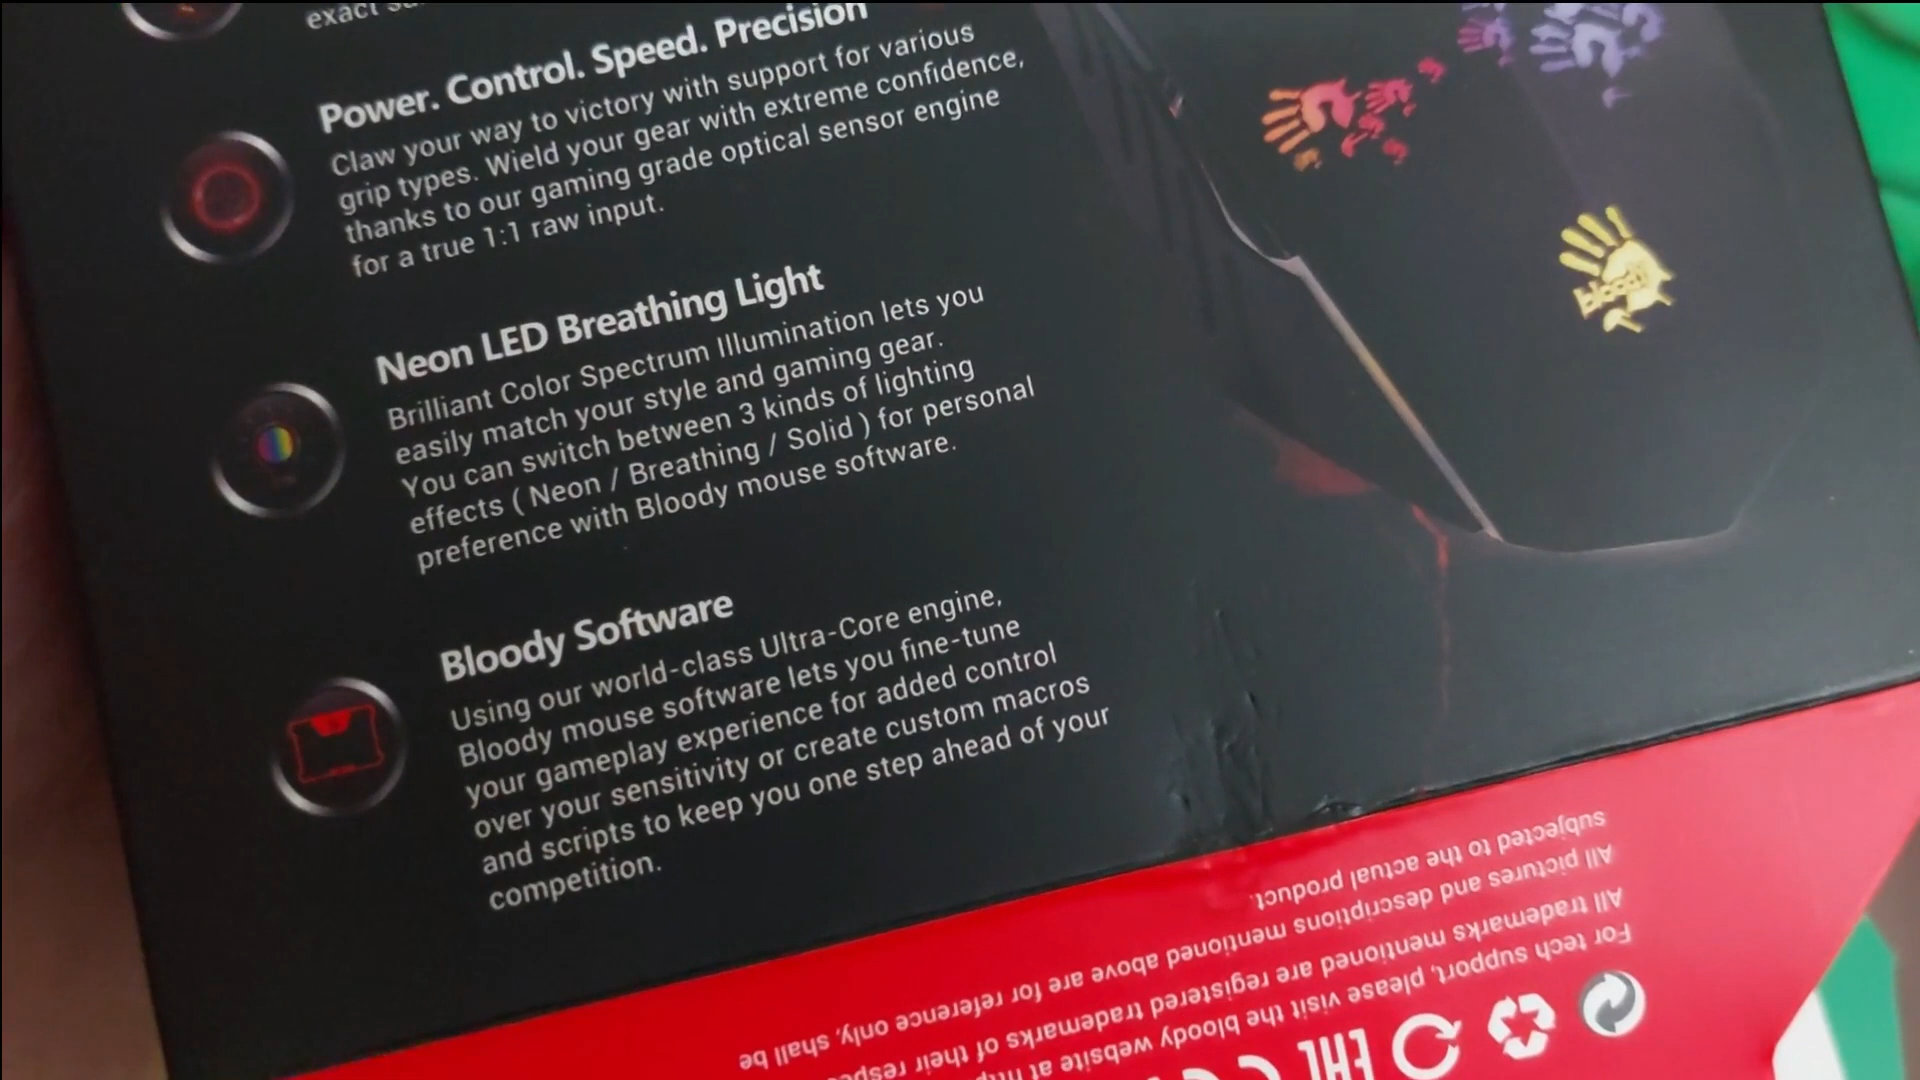 exact
Power. Control. Speed. Precision
Claw your way to victory with support for various
grip types. Wield your gear with extreme confidence,
thanks to our gaming grade optical sensor engine
for a true 1:1 raw input.
Neon LED Breathing Light
Brilliant Color Spectrum Illumination lets you
easily match your style and gaming gear.
You can switch between 3 kinds of lighting
effects ( Neon / Breathing / Solid ) for personal
preference with Bloody mouse software.
Bloody Software
Using our world-class Ultra-Core engine,
Bloody mouse software lets you fine-tune
your gameplay experience for added control
over your sensitivity or create custom macros
and scripts to keep you one step ahead of your
competition.
bloody
For tech support, please visit the bloody website at
All trademarks mentioned are registered trademarks of their
All pictures and descriptions mentioned above are for reference only, shall be
subjected to the actual product.
EAC